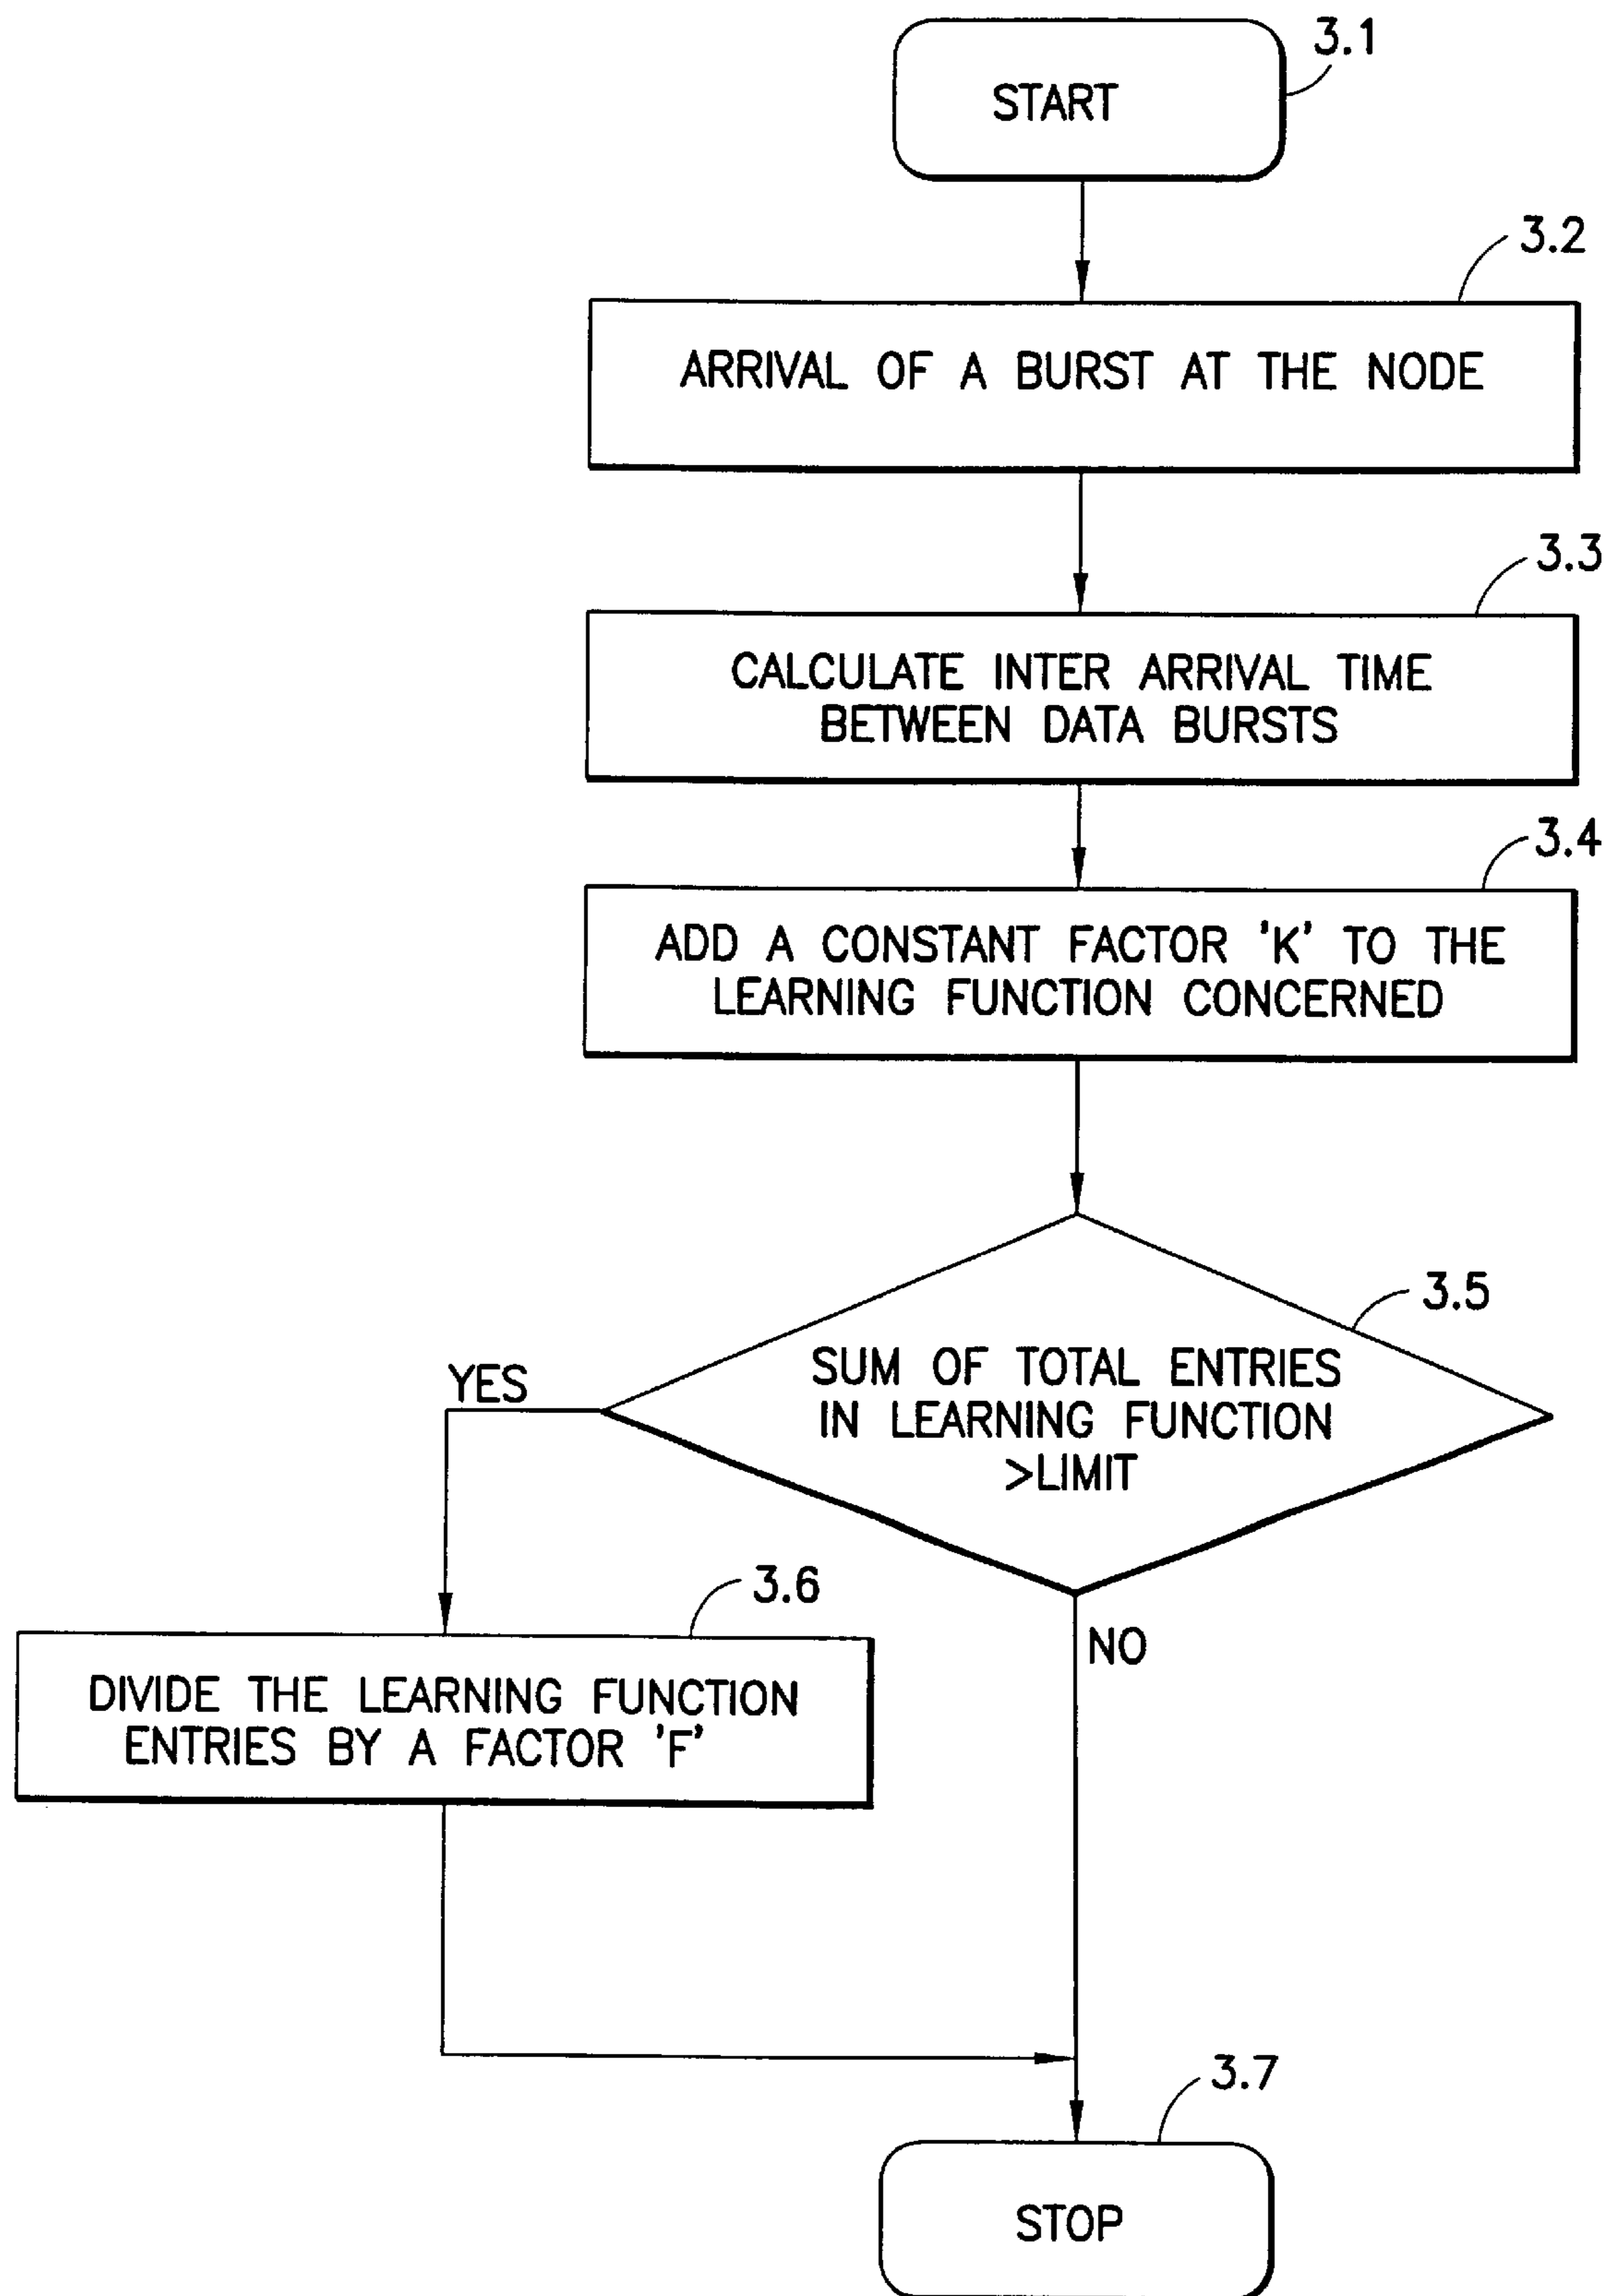 3.1
START
3.2
ARRIVAL OF A BURST AT THE NODE
3.3
CALCULATE INTER ARRIVAL TIME
BETWEEN DATA BURSTS
3.4
ADD A CONSTANT FACTOR 'K' TO THE
LEARNING FUNCTION CONCERNED
3.5
SUM OF TOTAL ENTRIES
IN LEARNING FUNCTION
>LIMIT
YES
3.6
NO
DIVIDE THE LEARNING FUNCTION
ENTRIES BY A FACTOR 'F'
3.7
STOP